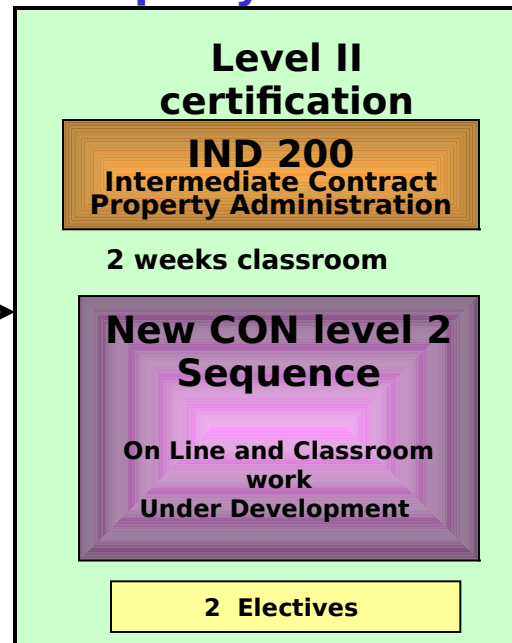 Level II
certification
IND 200
Intermediate Contract
Property Administration
2 weeks classroom
New CON level 2
Sequence
On Line and Classroom
work
Under Development
2 Electives